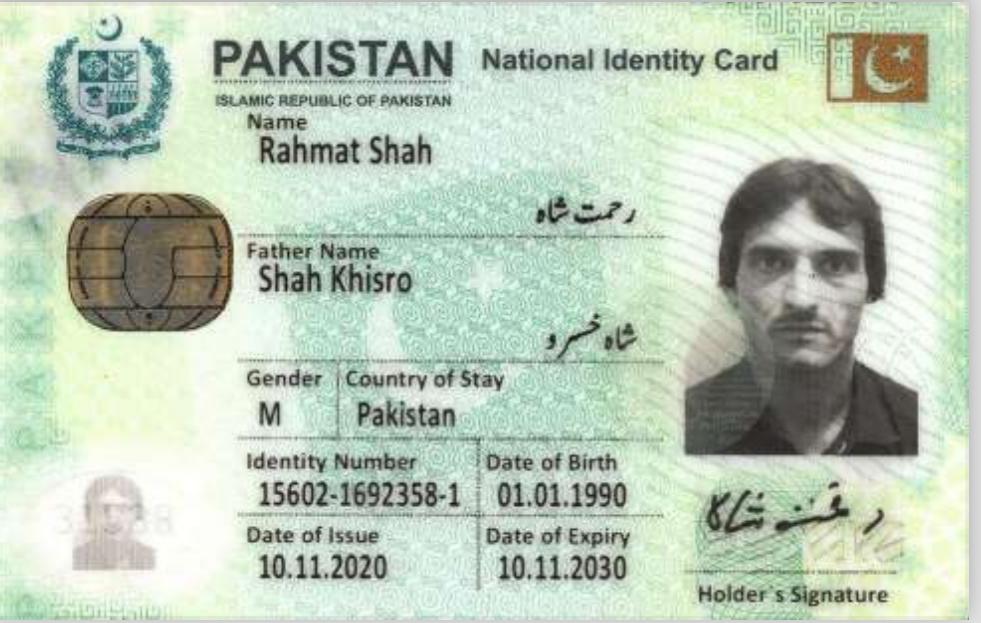 PAKISTAN National Identity Card
ISLAMIC REPUBLIC OF PAKISTAN
Name
Rahmat Shah
رحمت شاہ
Father Name
Shah Khisro
شاہ خسرو
Gender Country of Stay
M Pakistan
Identity Number Date of Birth
15602-1692358-1 01.01.1990
Date of Issue Date of Expiry
10.11.2020 10.11.2030
Holder`s Signature